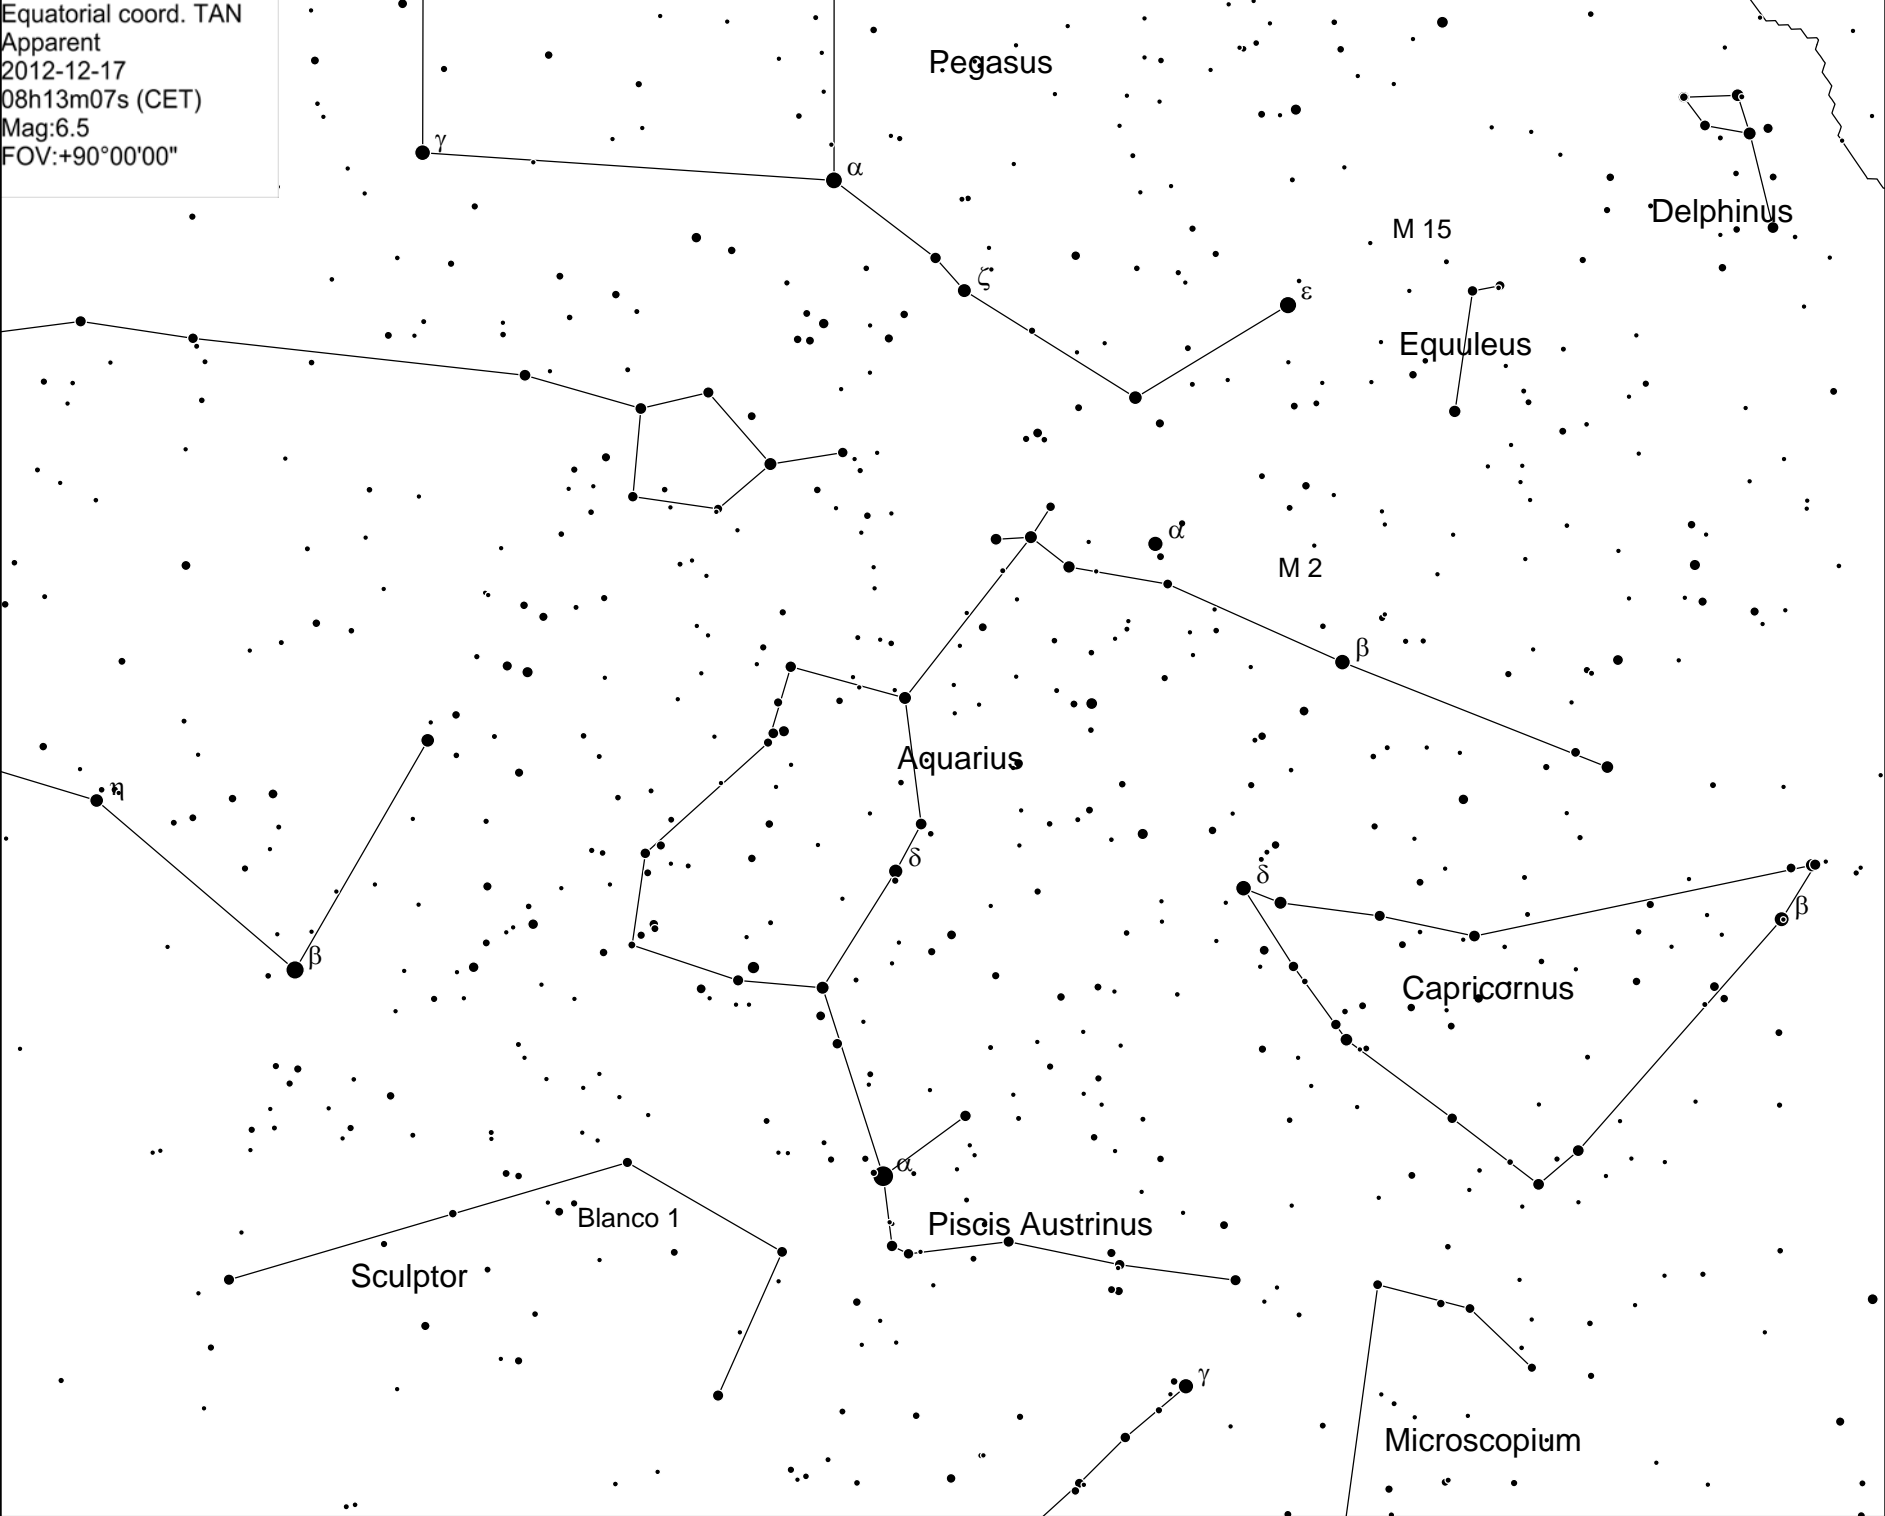 Equatorial coord. TAN
Apparent
2012-12-17
08h13m07s (CET)
Mag:6.5
FOV:+90°00'00"
Pegasus
γ
α
Delphinus
M 15
ζ
ε
Equuleus
α
M 2
β
Aquarius
η
δ
δ
β
β
Capricornus
α
Blanco 1
Piscis Austrinus
Sculptor
γ
Microscopium